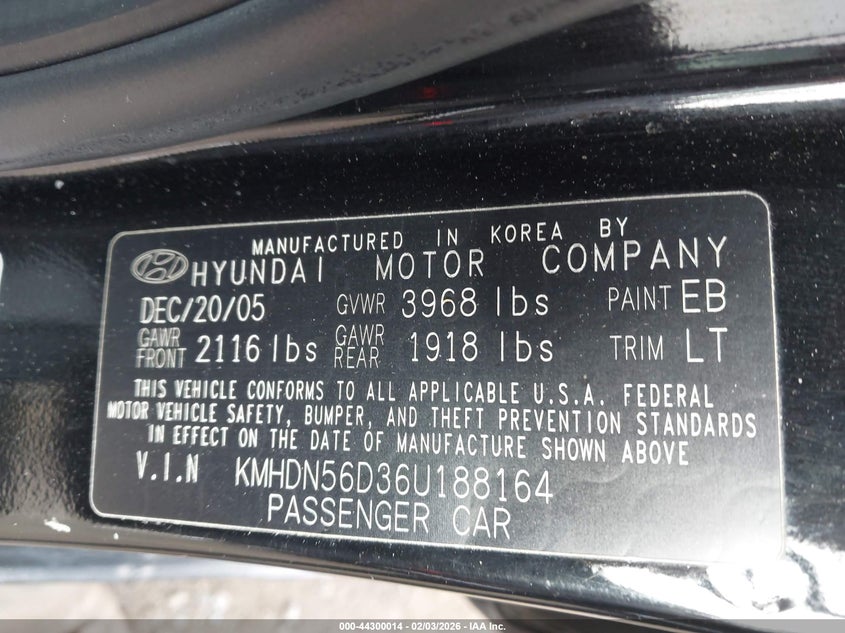 MANUFACTURED IN KOREA BY
HYUNDAI MOTOR COMPANY
DEC/20/05 GVWR 3968 lbs PAINT EB
GAWR FRONT 2116 lbs GAWR REAR 1918 lbs TRIM LT
THIS VEHICLE CONFORMS TO ALL APPLICABLE U.S.A. FEDERAL
MOTOR VEHICLE SAFETY, BUMPER, AND THEFT PREVENTION STANDARDS
IN EFFECT ON THE DATE OF MANUFACTURE SHOWN ABOVE
V.I.N KMHDN56D36U188164
PASSENGER CAR
000-44300014 - 02/03/2026 - IAA Inc.